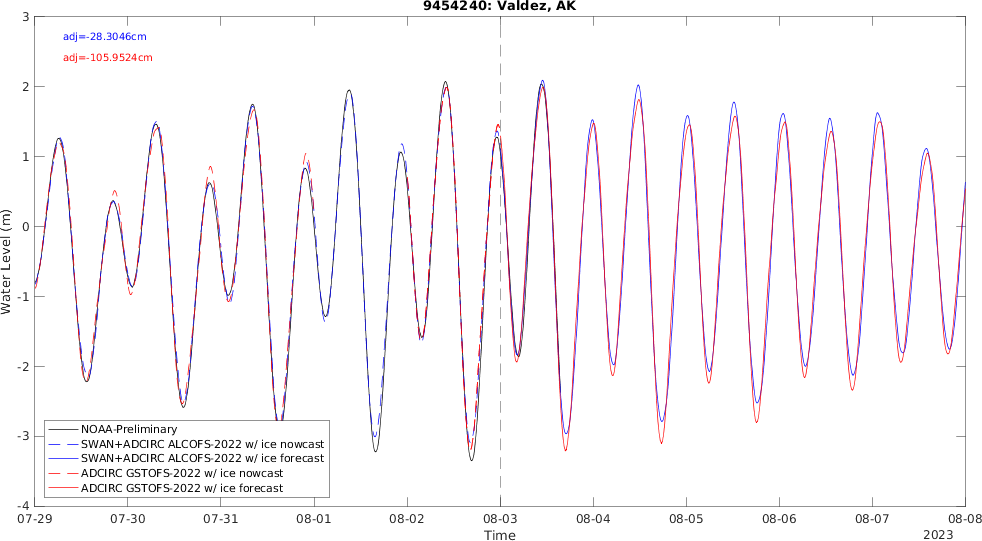 9454240: Valdez, AK
adj=-28.3046cm
adj=-105.9524cm
3
2
1
0
-1
-2
-3
-4
Water Level (m)
NOAA-Preliminary
SWAN+ADCIRC ALCOFS-2022 w/ ice nowcast
SWAN+ADCIRC ALCOFS-2022 w/ ice forecast
ADCIRC GSTOFS-2022 w/ ice nowcast
ADCIRC GSTOFS-2022 w/ ice forecast
07-29 07-30 07-31 08-01 08-02 08-03 08-04 08-05 08-06 08-07 08-08
Time
2023